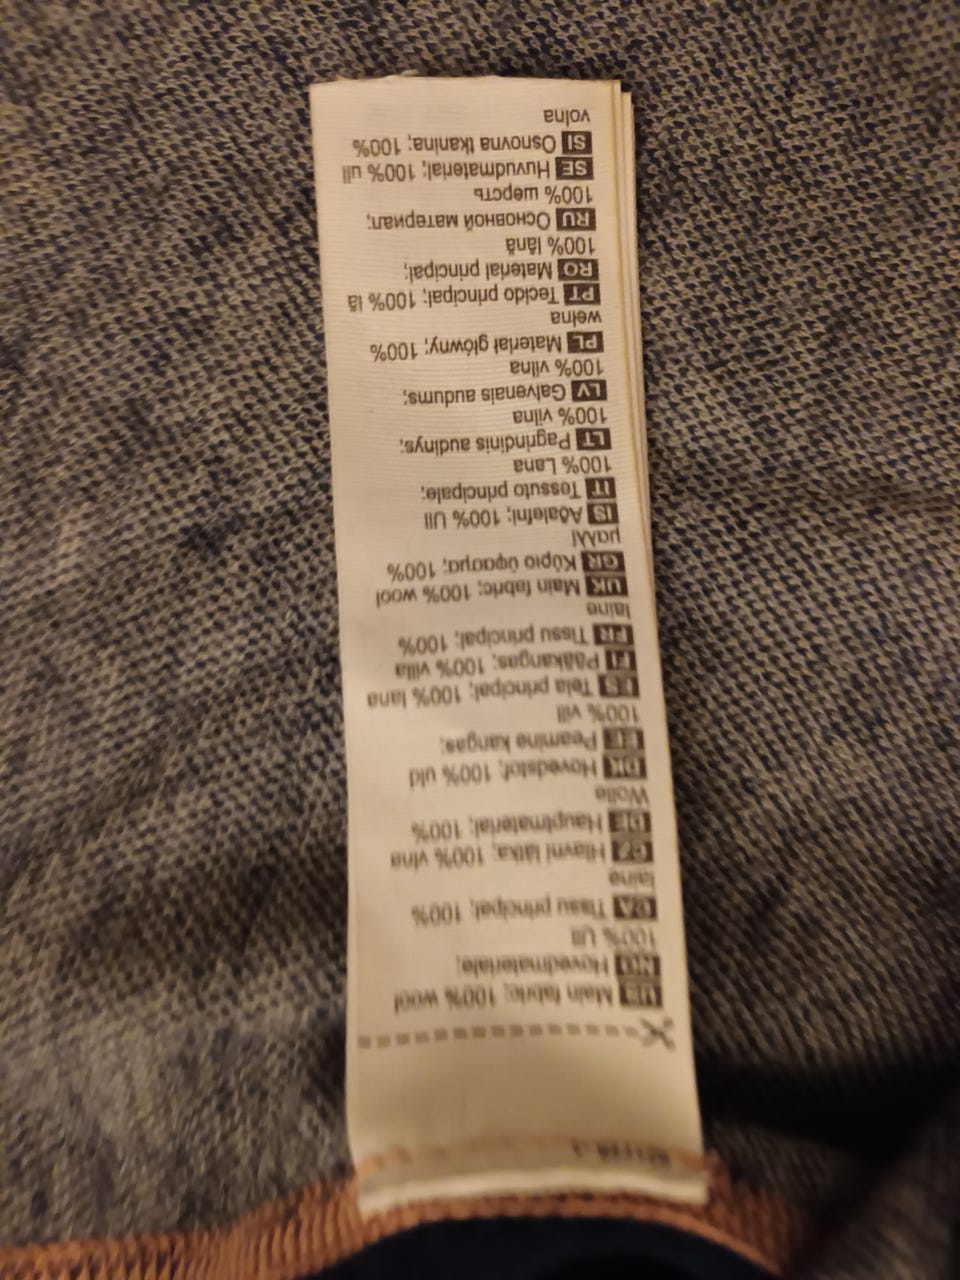 US Main fabric; 100% wool
NO Hovedmateriale;
100% Ull
CA Tissu principal; 100%
laine
CZ Hlavní látka; 100% vlna
DE Hauptmaterial; 100%
Wolle
DK Hovedstof; 100% uld
EE Peamine kangas;
100% vill
ES Tela principal; 100% lana
FI Pääkangas; 100% villa
FR Tissu principal; 100%
laine
UK Main fabric; 100% wool
GR Κύριο ύφασμα; 100%
μαλλί
IS Aðalefni; 100% Ull
IT Tessuto principale;
100% Lana
LT Pagrindinis audinys;
100% vilna
LV Galvenais audums;
100% vilna
PL Materiał główny; 100%
wełna
PT Tecido principal; 100% lã
RO Material principal;
100% lână
RU Основной материал;
100% шерсть
SE Huvudmaterial; 100% ull
SI Osnovna tkanina; 100%
volna